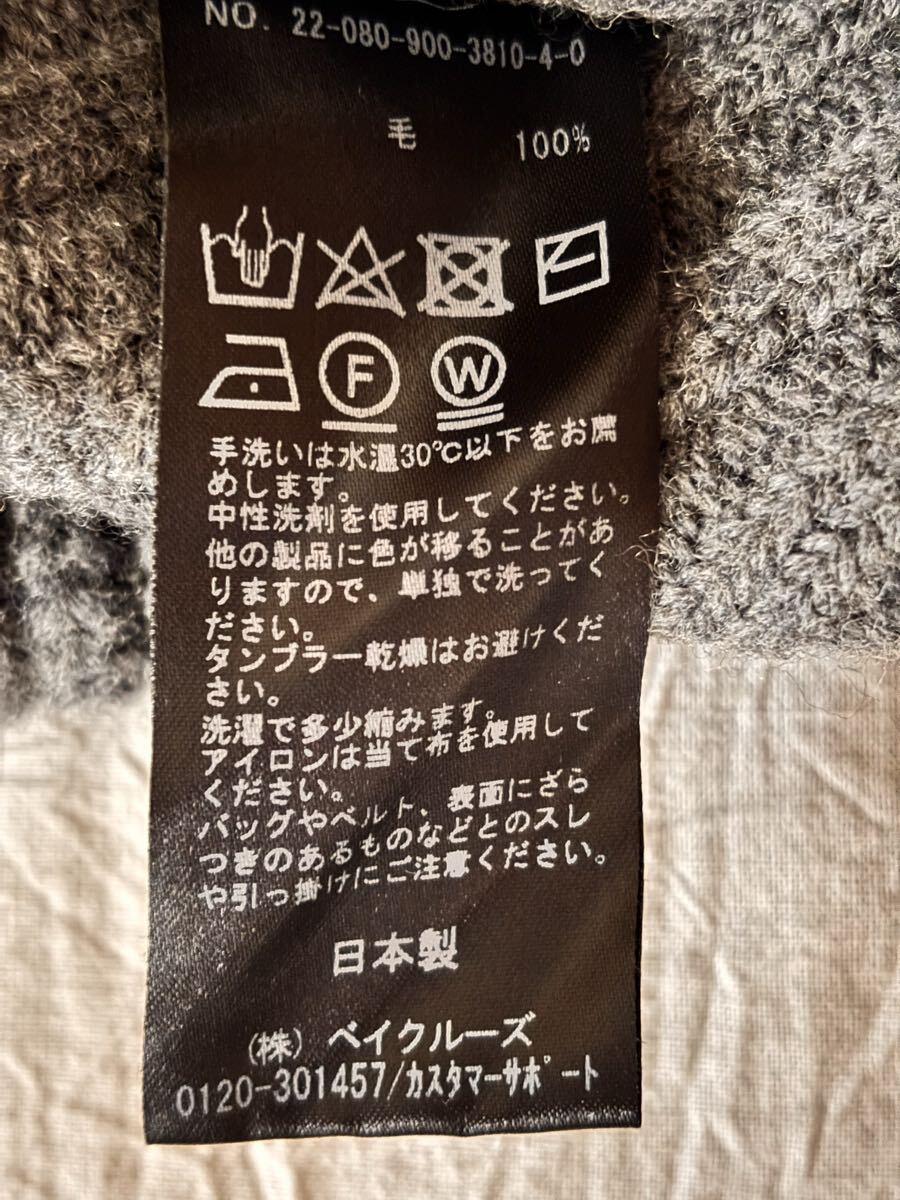 NO. 22-080-900-3810-4-0
毛 100%
F W
手洗いは水温30℃以下をお薦
めします。
中性洗剤を使用してください。
他の製品に色が移ることがあ
りますので、単独で洗ってく
ださい。
タンブラー乾燥はお避けくだ
さい。
洗濯で多少縮みます。
アイロンは当て布を使用して
ください。
バッグやベルト、表面にざら
つきのあるものなどとのスレ
や引っ掛けにご注意ください。
日本製
(株) ベイクルーズ
0120-301457/カスタマーサポート